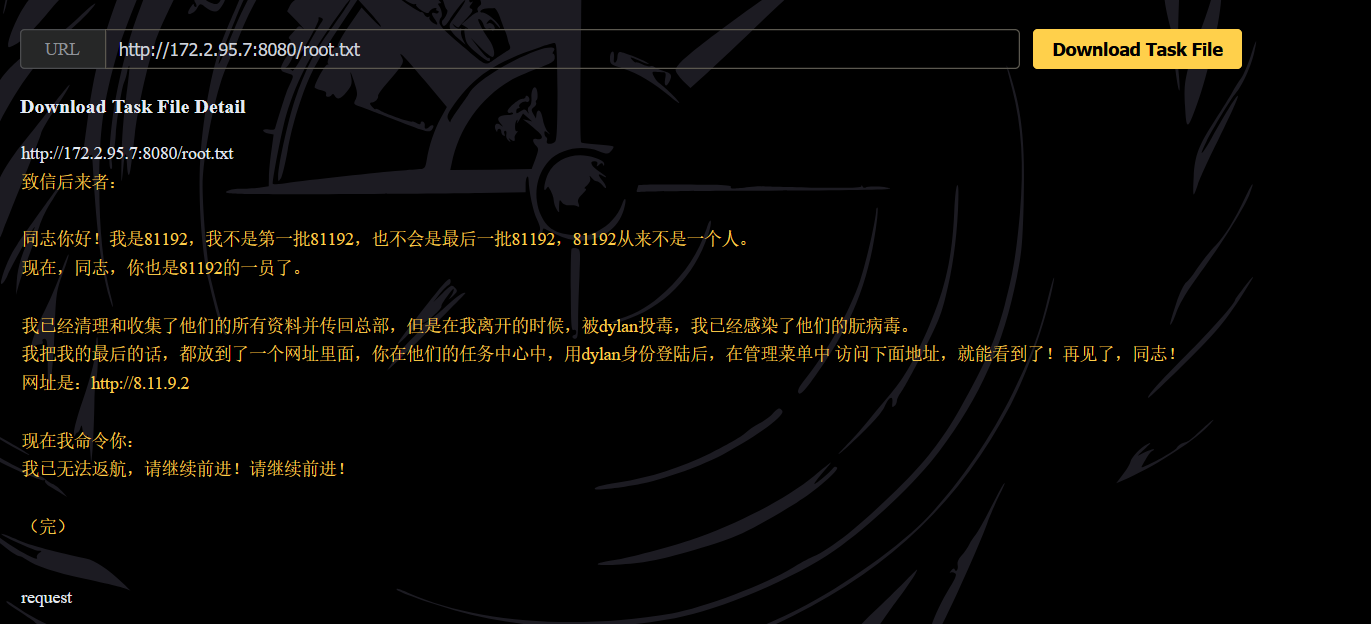 URL
http://172.2.95.7:8080/root.txt
Download Task File
Download Task File Detail
http://172.2.95.7:8080/root.txt
致信后来者：
同志你好！我是81192，我不是第一批81192，也不会是最后一批81192，81192从来不是一个人。
现在，同志，你也是81192的一员了。
我已经清理和收集了他们的所有资料并传回总部，但是在我离开的时候，被dylan投毒，我已经感染了他们的朊病毒。
我把我的最后的话，都放到了一个网址里面，你在他们的任务中心中，用dylan身份登陆后，在管理菜单中 访问下面地址，就能看到了！再见了，同志！
网址是：http://8.11.9.2
现在我命令你：
我已无法返航，请继续前进！请继续前进！
（完）
request